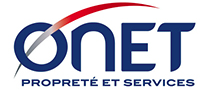 ONET
PROPRETÉ ET SERVICES